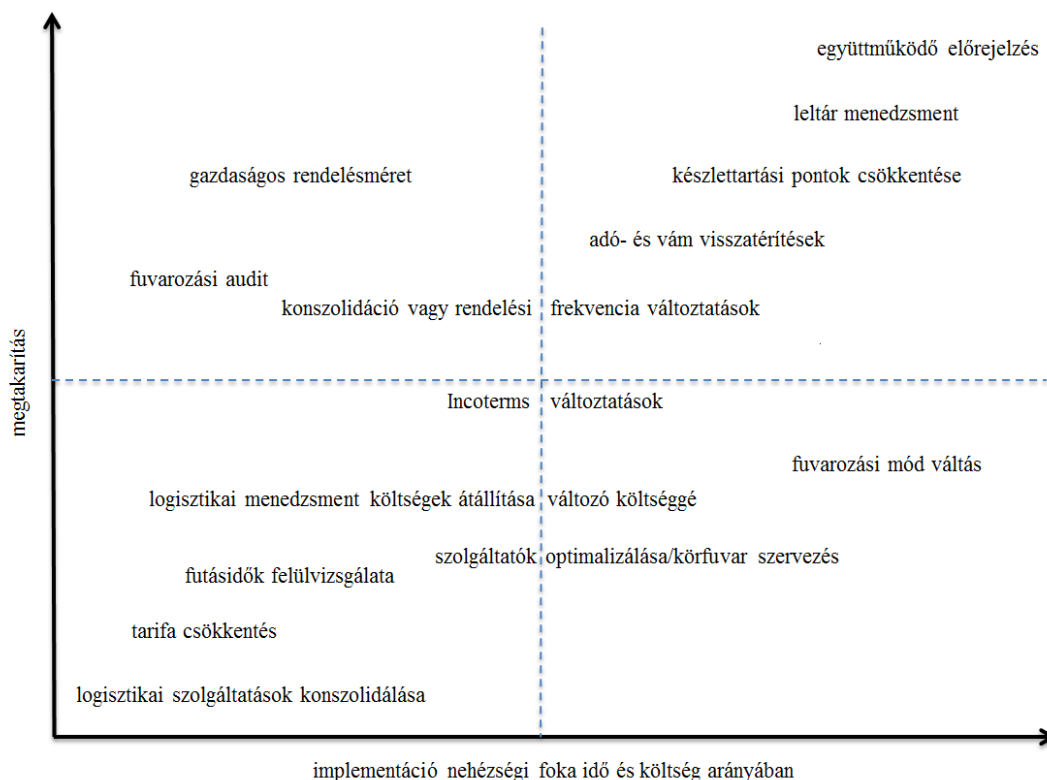 együttműködő előrejelzés
leltár menedzsment
gazdaságos rendelésméret
készlettartási pontok csökkentése
adó- és vám visszatérítések
fuvarozási audit
konszolidáció vagy rendelési frekvencia változtatások
megtakarítás
Incoterms változtatások
fuvarozási mód váltás
logisztikai menedzsment költségek átállítása változó költséggé
szolgáltatók optimalizálása/körfuvar szervezés
futásidők felülvizsgálata
tarifa csökkentés
logisztikai szolgáltatások konszolidálása
implementáció nehézségi foka idő és költség arányában